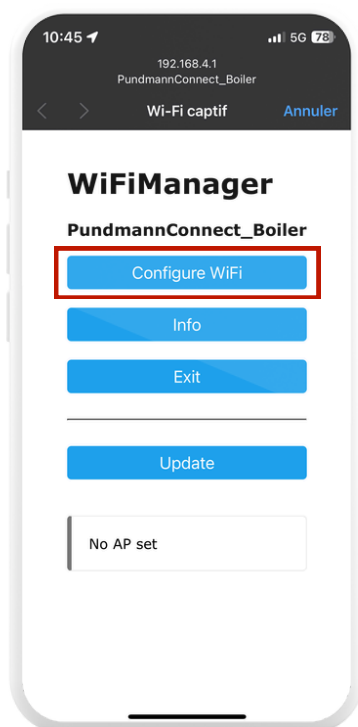 10:45
5G 78
192.168.4.1
PundmannConnect_Boiler
Wi-Fi captif
Annuler
WiFiManager
PundmannConnect_Boiler
Configure WiFi
Info
Exit
Update
No AP set